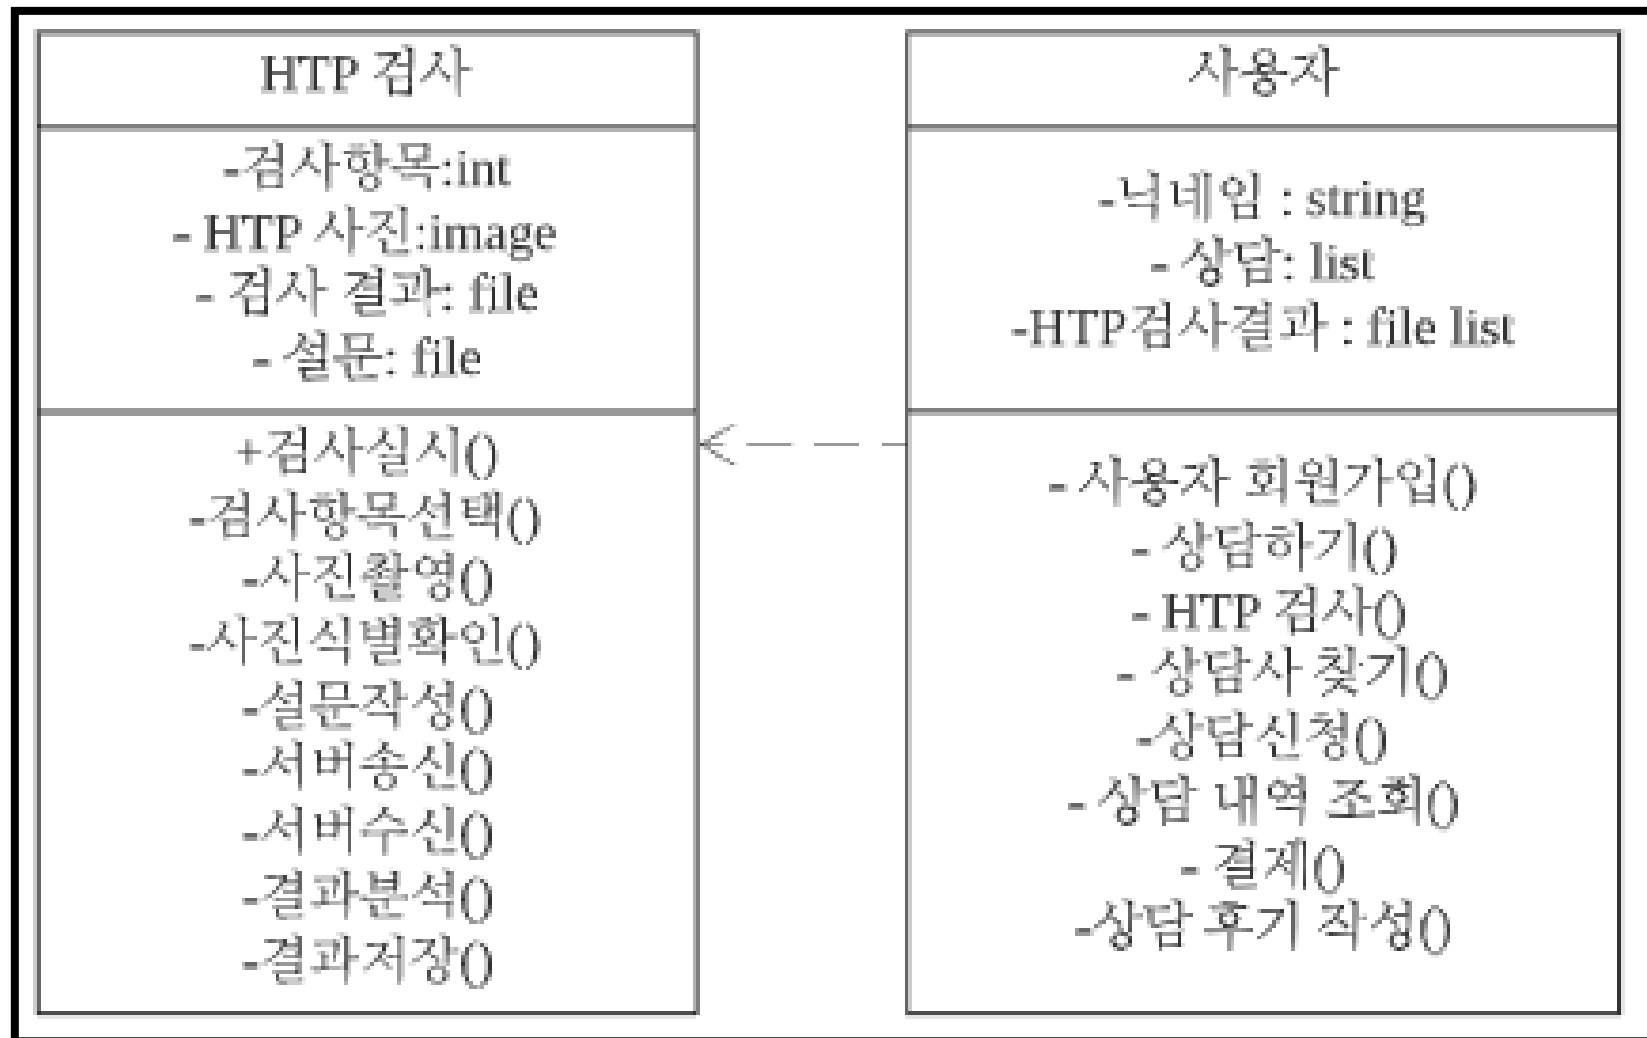 HTP 검사
-검사항목:int
- HTP 사진:image
- 검사 결과: file
- 설문: file
+검사실시()
-검사항목선택()
-사진촬영()
-사진식별확인()
-설문작성()
-서버송신()
-서버수신()
-결과분석()
-결과저장()
사용자
-닉네임 : string
- 상담: list
-HTP검사결과 : file list
- 사용자 회원가입()
- 상담하기()
- HTP 검사()
- 상담사 찾기()
-상담신청()
- 상담 내역 조회()
- 결제()
-상담 후기 작성()